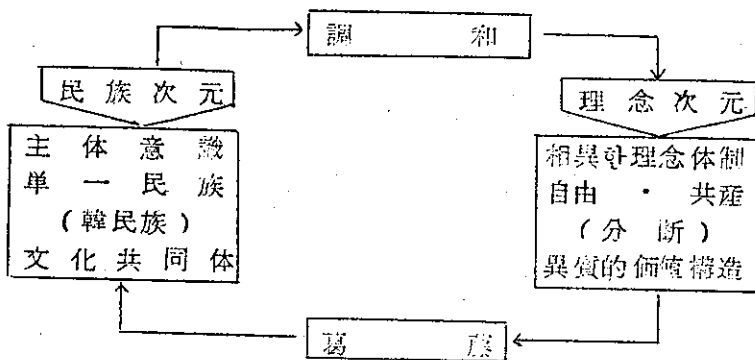 調 和
民族次元
理念次元
主体意識
単一民族
(韓民族)
文化共同体
相異한理念体制
自由・共産
(分断)
異質的価値構造
葛藤